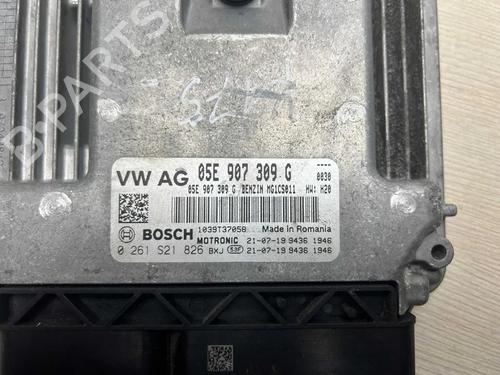 VW AG 05E 907 309 G ----
05E 907 309 G BENZIN MG1CS011 HW: H20 0030
BOSCH 1039T37058 Made in Romania
MOTRONIC 21-07-19 9436 1946
0 261 S21 826 BXJ 21-07-19 9436 1946